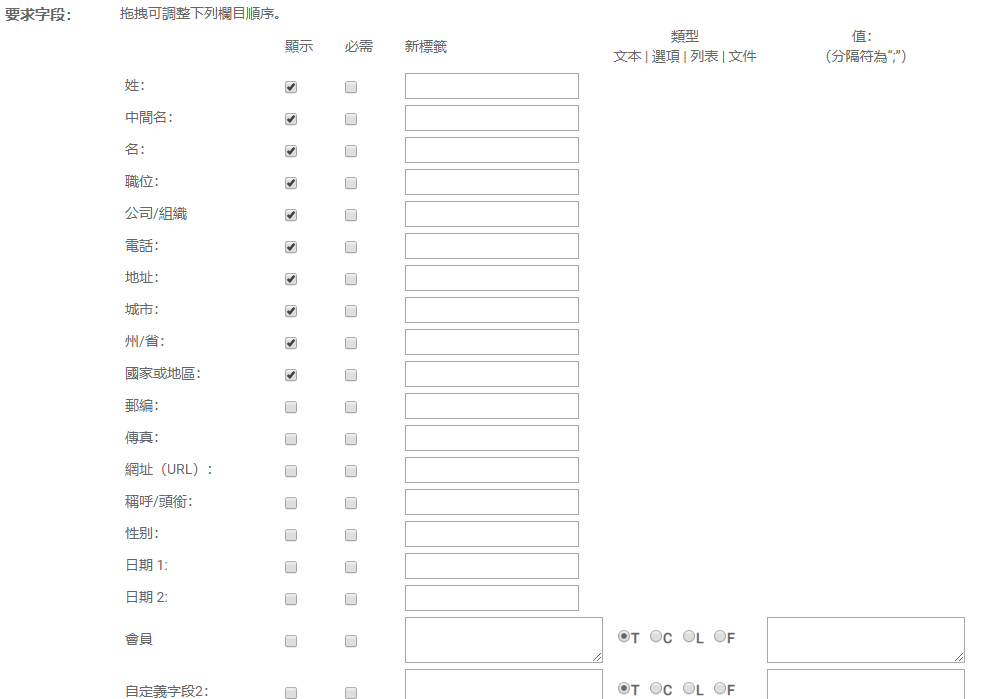 要求字段： 拖拽可調整下列欄目順序。
顯示 必需 新標籤 類型 值：
文本 | 選項 | 列表 | 文件 （分隔符為“;”）
姓：
中間名：
名：
職位：
公司/組織
電話：
地址：
城市：
州/省：
國家或地區：
郵編：
傳真：
網址（URL）：
稱呼/頭銜：
性别：
日期 1:
日期 2:
會員 T C L F
自定義字段2： T C L F